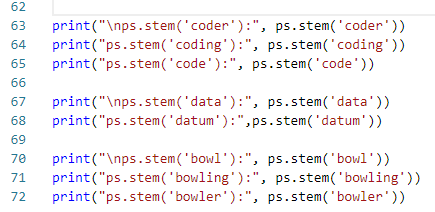 62
63 print("\nps.stem('coder'):", ps.stem('coder'))
64 print("ps.stem('coding'):", ps.stem('coding'))
65 print("ps.stem('code'):", ps.stem('code'))
66
67 print("\nps.stem('data'):", ps.stem('data'))
68 print("ps.stem('datum'):",ps.stem('datum'))
69
70 print("\nps.stem('bowl'):", ps.stem('bowl'))
71 print("ps.stem('bowling'):", ps.stem('bowling'))
72 print("ps.stem('bowler'):", ps.stem('bowler'))